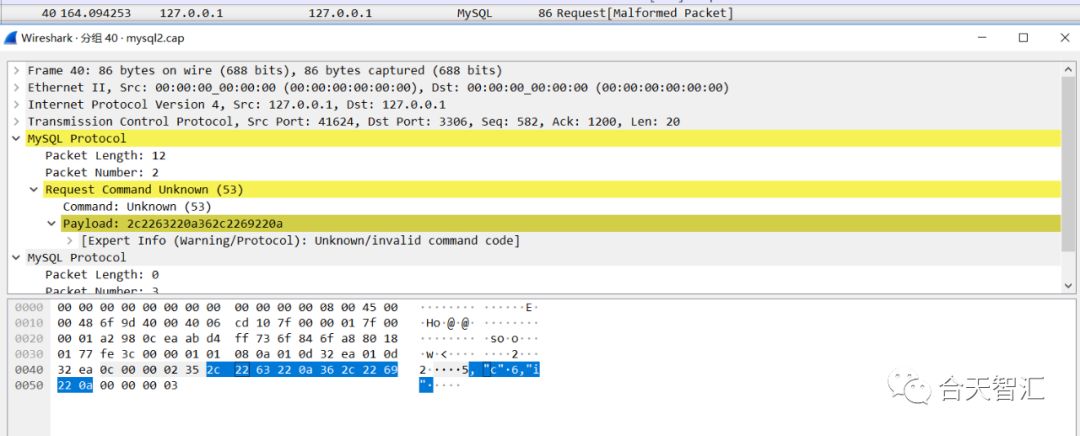 40 164.094253 127.0.0.1 127.0.0.1 MySQL 86 Request[Malformed Packet]
Wireshark · 分组 40 · mysql2.cap
Frame 40: 86 bytes on wire (688 bits), 86 bytes captured (688 bits)
Ethernet II, Src: 00:00:00_00:00:00 (00:00:00:00:00:00), Dst: 00:00:00_00:00:00 (00:00:00:00:00:00)
Internet Protocol Version 4, Src: 127.0.0.1, Dst: 127.0.0.1
Transmission Control Protocol, Src Port: 41624, Dst Port: 3306, Seq: 582, Ack: 1200, Len: 20
MySQL Protocol
Packet Length: 12
Packet Number: 2
Request Command Unknown (53)
Command: Unknown (53)
Payload: 2c2263220a362c2269220a
[Expert Info (Warning/Protocol): Unknown/invalid command code]
MySQL Protocol
Packet Length: 0
Packet Number: 3
0000 00 00 00 00 00 00 00 00 00 00 00 00 08 00 45 00 ········ ······E·
0010 00 48 6f 9d 40 00 40 06 cd 10 7f 00 00 01 7f 00 ·Ho·@·@· ········
0020 00 01 a2 98 0c ea ab d4 ff 73 6f 84 6f a8 80 18 ········ ·so·o···
0030 01 77 fe 3c 00 00 01 01 08 0a 01 0d 32 ea 01 0d ·w·<···· ····2···
0040 32 ea 0c 00 00 02 35 2c 22 63 22 0a 36 2c 22 69 2·····5, "c"·6,"i
0050 22 0a 00 00 00 03 "·····
合天智汇